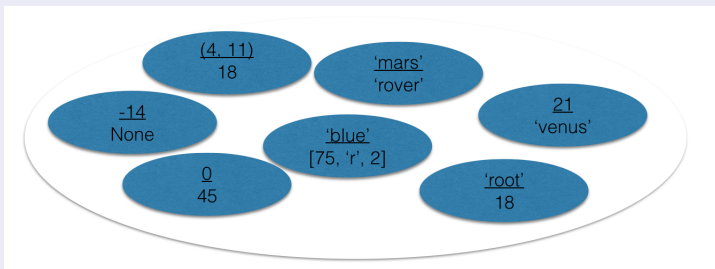 (4, 11)
18
‘mars’
‘rover’
-14
None
21
‘venus’
‘blue’
[75, ‘r’, 2]
0
45
‘root’
18